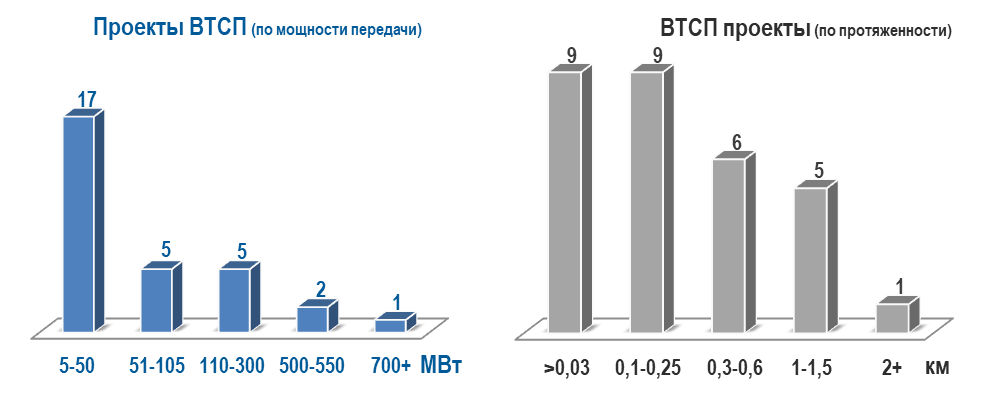 Проекты ВТСП (по мощности передачи)
17
5
5
2
1
5-50 51-105 110-300 500-550 700+ МВт
ВТСП проекты (по протяженности)
9
9
6
5
1
>0,03 0,1-0,25 0,3-0,6 1-1,5 2+ км